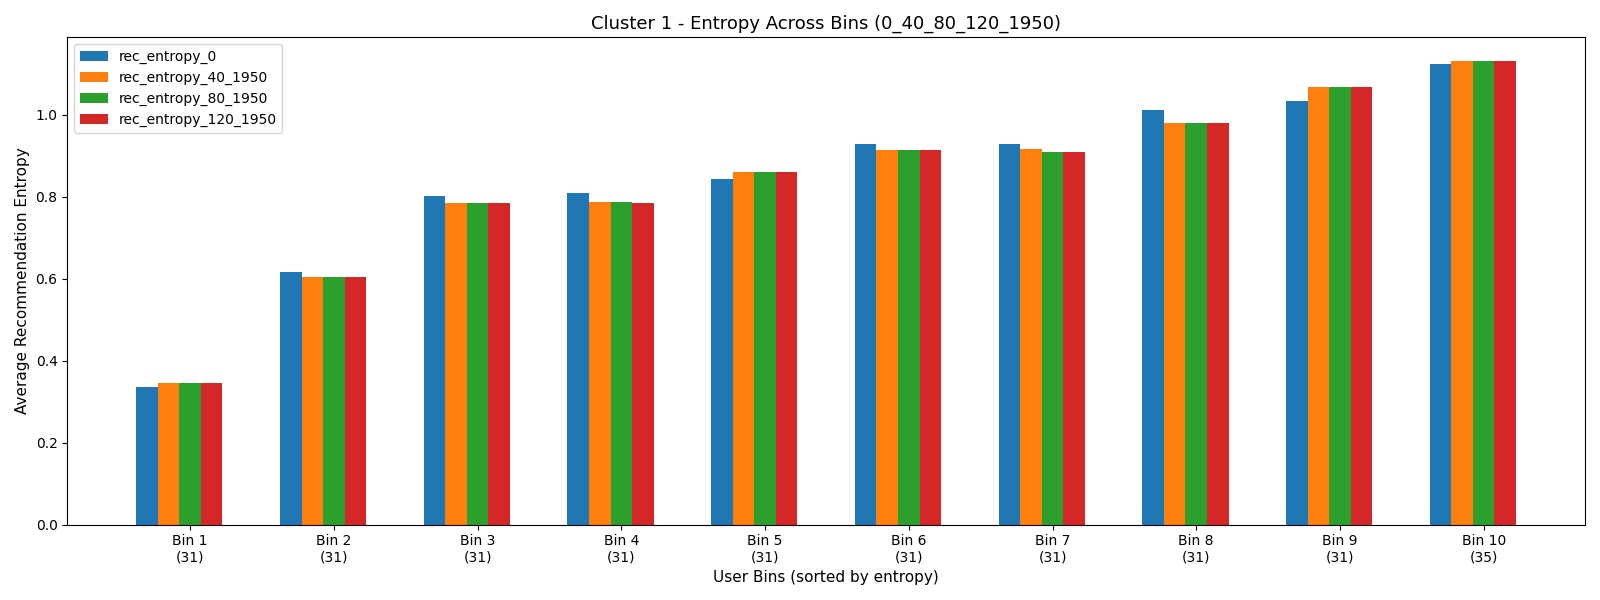 Cluster 1 - Entropy Across Bins (0_40_80_120_1950)
rec_entropy_0
rec_entropy_40_1950
rec_entropy_80_1950
rec_entropy_120_1950
Average Recommendation Entropy
1.0
0.8
0.6
0.4
0.2
0.0
Bin 1
(31)
Bin 2
(31)
Bin 3
(31)
Bin 4
(31)
Bin 5
(31)
Bin 6
(31)
Bin 7
(31)
Bin 8
(31)
Bin 9
(31)
Bin 10
(35)
User Bins (sorted by entropy)